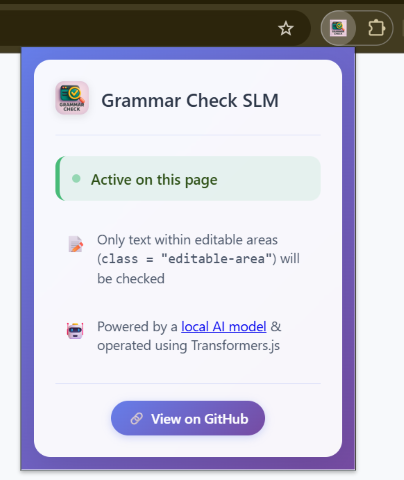 GRAMMAR
CHECK
Grammar Check SLM
Active on this page
Only text within editable areas
(class = "editable-area") will
be checked
Powered by a local AI model &
operated using Transformers.js
View on GitHub